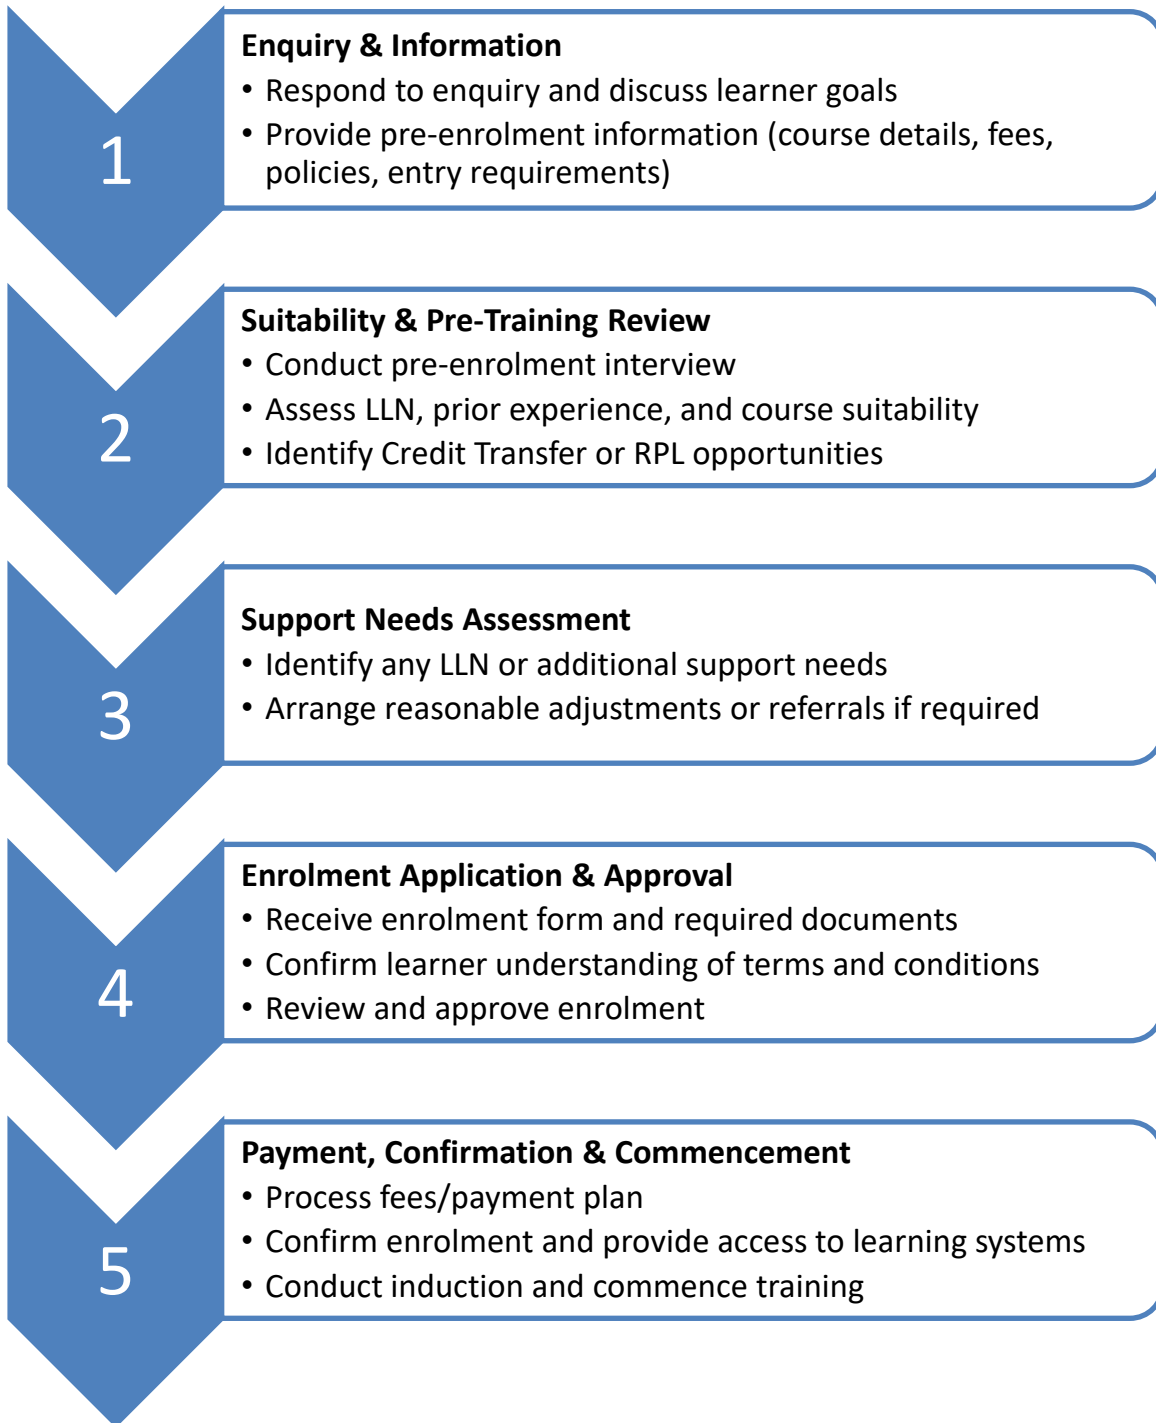 1
Enquiry & Information
• Respond to enquiry and discuss learner goals
• Provide pre-enrolment information (course details, fees,
policies, entry requirements)
2
Suitability & Pre-Training Review
• Conduct pre-enrolment interview
• Assess LLN, prior experience, and course suitability
• Identify Credit Transfer or RPL opportunities
3
Support Needs Assessment
• Identify any LLN or additional support needs
• Arrange reasonable adjustments or referrals if required
4
Enrolment Application & Approval
• Receive enrolment form and required documents
• Confirm learner understanding of terms and conditions
• Review and approve enrolment
5
Payment, Confirmation & Commencement
• Process fees/payment plan
• Confirm enrolment and provide access to learning systems
• Conduct induction and commence training